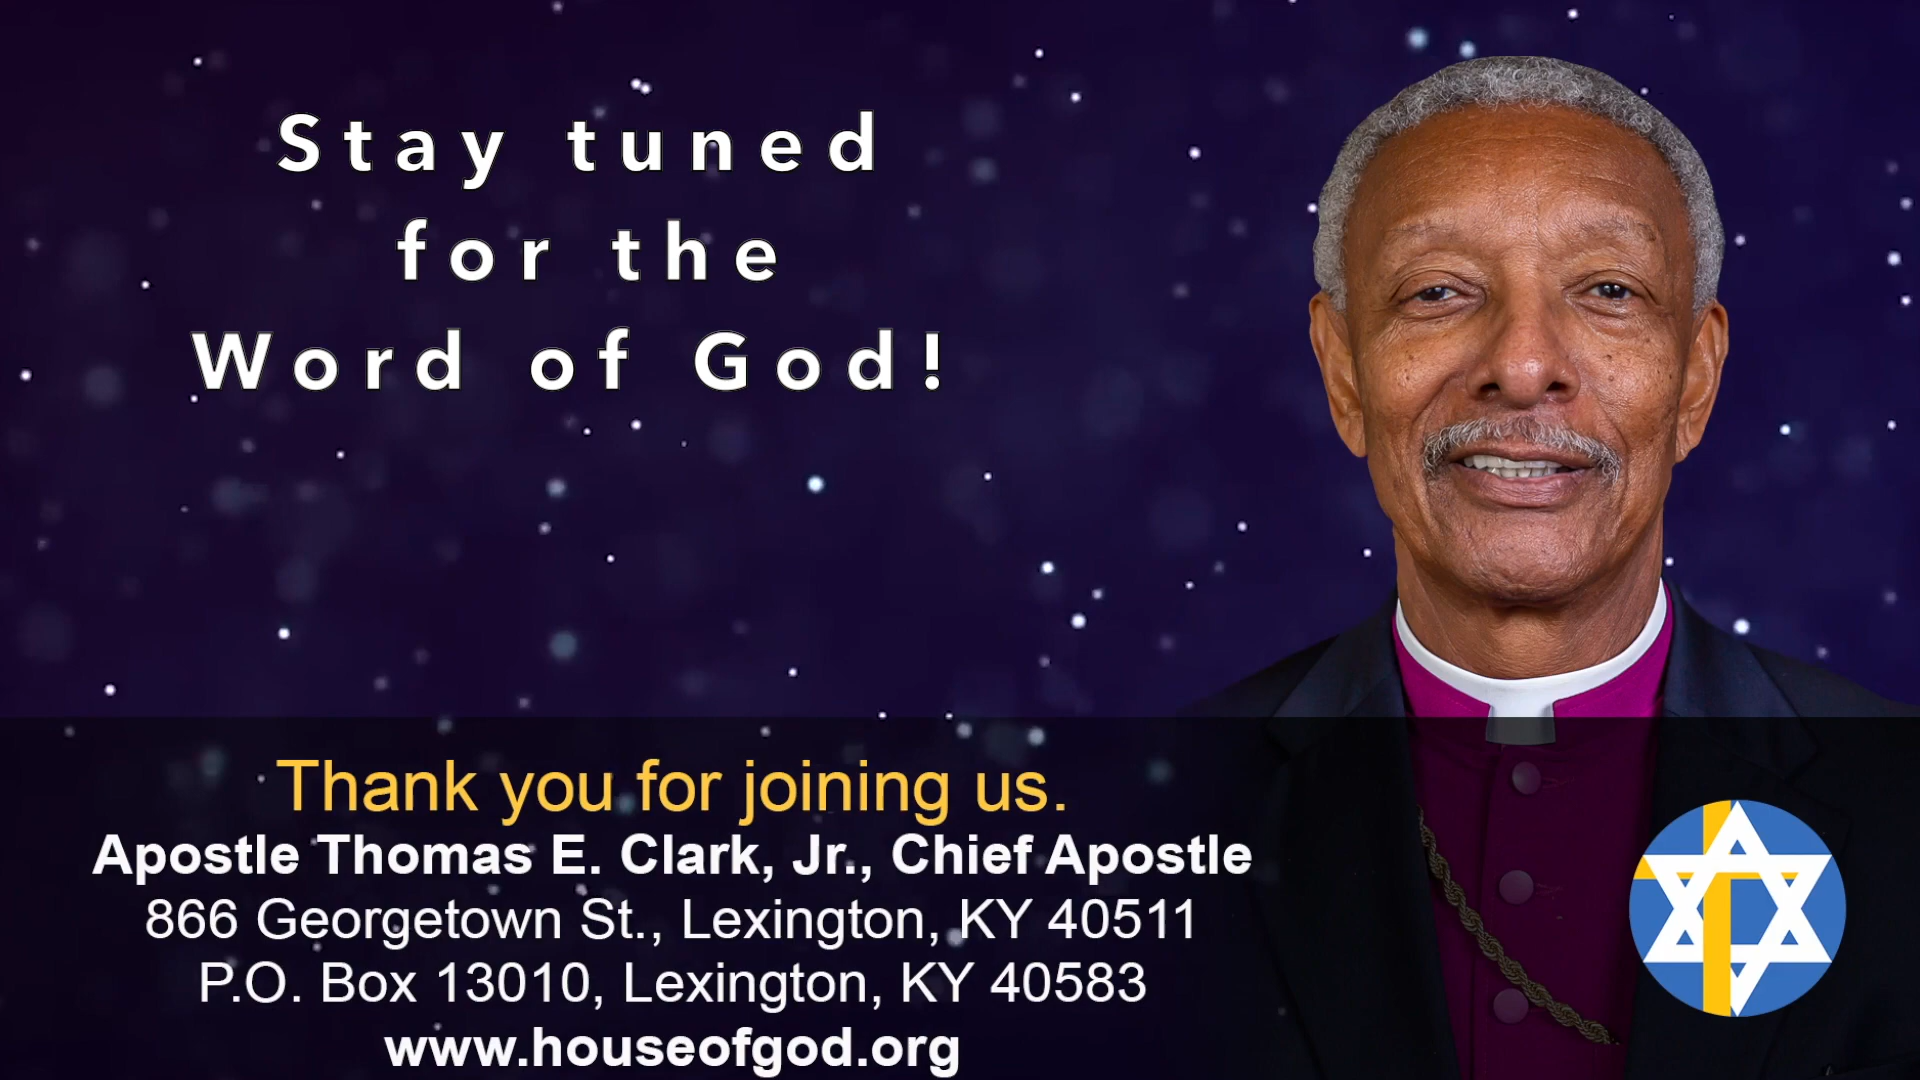 Stay tuned
for the
Word of God!
Thank you for joining us.
Apostle Thomas E. Clark, Jr., Chief Apostle
866 Georgetown St., Lexington, KY 40511
P.O. Box 13010, Lexington, KY 40583
www.houseofgod.org